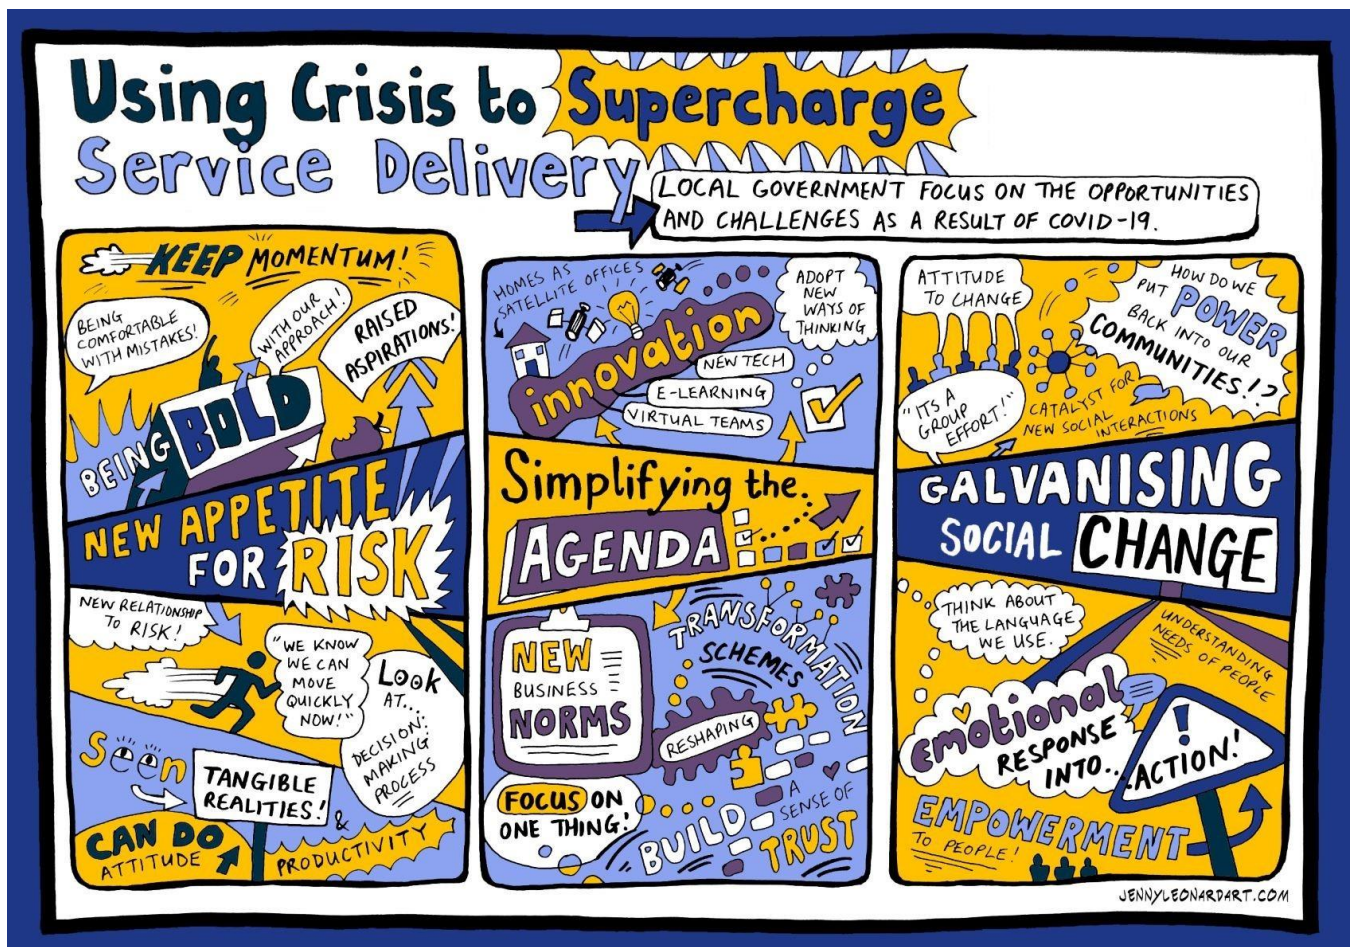 Using Crisis to Supercharge
Service Delivery
LOCAL GOVERNMENT FOCUS ON THE OPPORTUNITIES
AND CHALLENGES AS A RESULT OF COVID-19.
KEEP MOMENTUM!
BEING
COMFORTABLE
WITH MISTAKES!
WITH OUR
APPROACH!
RAISED
ASPIRATIONS!
BEING BOLD
NEW APPETITE
FOR RISK
NEW RELATIONSHIP
TO RISK!
"WE KNOW
WE CAN
MOVE
QUICKLY
NOW!"
LOOK
AT...
DECISION
MAKING
PROCESS
Seen
TANGIBLE
REALITIES!
&
PRODUCTIVITY
CAN DO
ATTITUDE
HOMES AS
SATELLITE OFFICES
innovation
ADOPT
NEW
WAYS OF
THINKING
NEW TECH
E-LEARNING
VIRTUAL TEAMS
Simplifying the
AGENDA
NEW
BUSINESS
NORMS
TRANSFORMATION
SCHEMES
RESHAPING
FOCUS ON
ONE THING!
BUILD
A
SENSE OF
TRUST
ATTITUDE
TO CHANGE
HOW DO WE
PUT POWER
BACK INTO OUR
COMMUNITIES!?
"ITS A
GROUP
EFFORT!"
CATALYST FOR
NEW SOCIAL
INTERACTIONS
GALVANISING
SOCIAL CHANGE
THINK ABOUT
THE LANGUAGE
WE USE.
UNDERSTANDING
NEEDS OF PEOPLE
emotional
RESPONSE
INTO...
! ACTION!
EMPOWERMENT
TO PEOPLE!
JENNYLEONARDART.COM